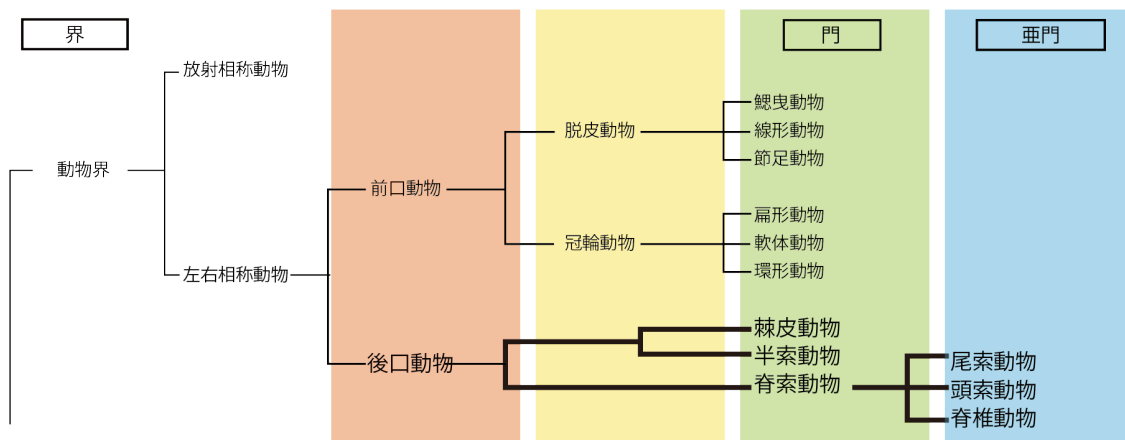 界
門
亜門
放射相称動物
動物界
左右相称動物
前口動物
後口動物
脱皮動物
冠輪動物
鰓曳動物
線形動物
節足動物
扁形動物
軟体動物
環形動物
棘皮動物
半索動物
脊索動物
尾索動物
頭索動物
脊椎動物